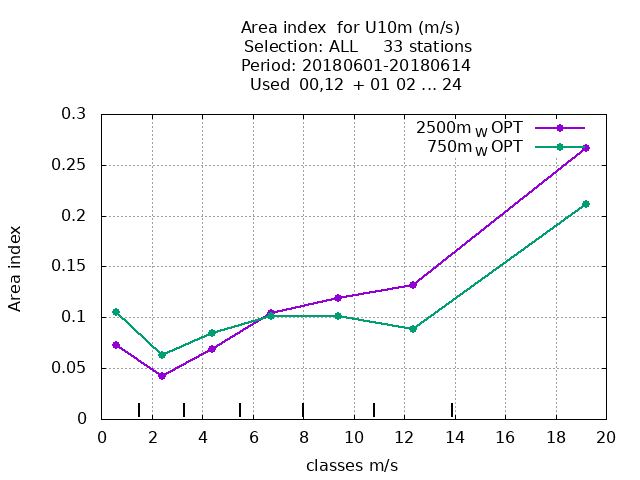 Area index  for U10m (m/s)
Selection: ALL     33 stations
Period: 20180601-20180614
Used  00,12  + 01 02 ... 24
2500m W OPT
750m W OPT
0.3
0.25
0.2
0.15
0.1
0.05
0
Area index
0 2 4 6 8 10 12 14 16 18 20
classes m/s